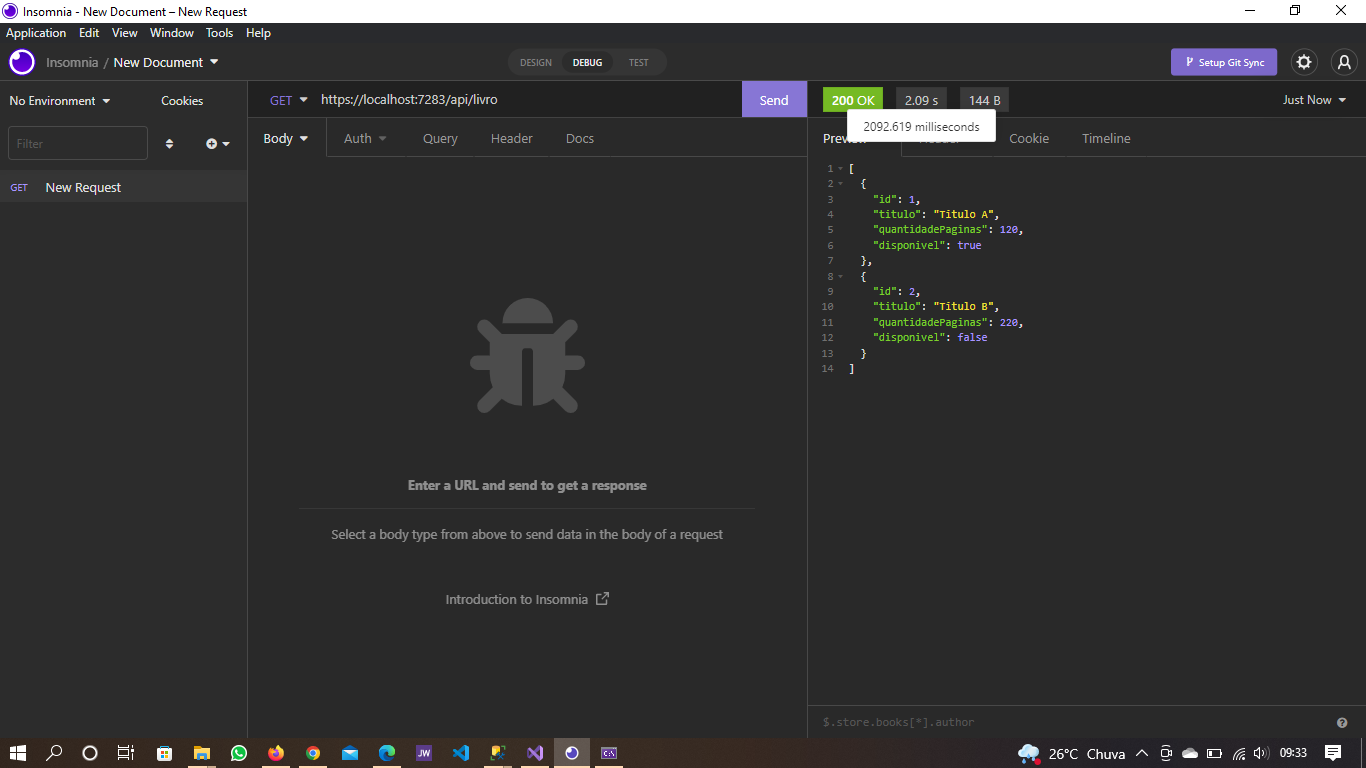 Insomnia - New Document – New Request
Application Edit View Window Tools Help
Insomnia / New Document
DESIGN DEBUG TEST
Setup Git Sync
No Environment
Cookies
GET https://localhost:7283/api/livro
Send
200 OK
2.09 s
144 B
Just Now
2092.619 milliseconds
Filter
Body Auth Query Header Docs
Preview Header Cookie Timeline
GET New Request
1 [
2 {
3 "id": 1,
4 "titulo": "Título A",
5 "quantidadePaginas": 120,
6 "disponivel": true
7 },
8 {
9 "id": 2,
10 "titulo": "Título B",
11 "quantidadePaginas": 220,
12 "disponivel": false
13 }
14 ]
Enter a URL and send to get a response
Select a body type from above to send data in the body of a request
Introduction to Insomnia
$.store.books[*].author
JW
26°C Chuva
09:33